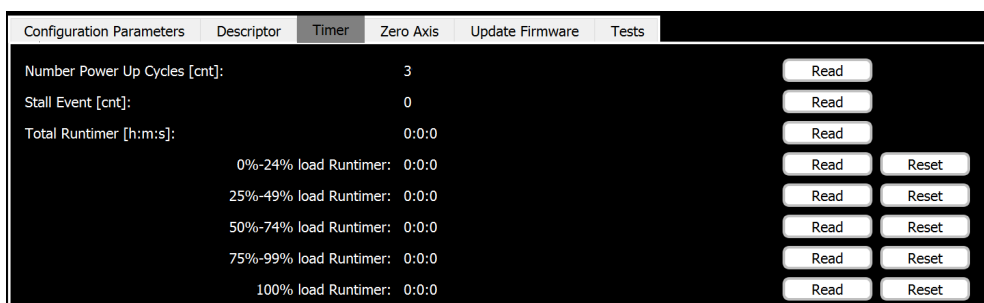 Configuration Parameters Descriptor Timer Zero Axis Update Firmware Tests
Number Power Up Cycles [cnt]: 3 Read
Stall Event [cnt]: 0 Read
Total Runtimer [h:m:s]: 0:0:0 Read
0%-24% load Runtimer: 0:0:0 Read Reset
25%-49% load Runtimer: 0:0:0 Read Reset
50%-74% load Runtimer: 0:0:0 Read Reset
75%-99% load Runtimer: 0:0:0 Read Reset
100% load Runtimer: 0:0:0 Read Reset